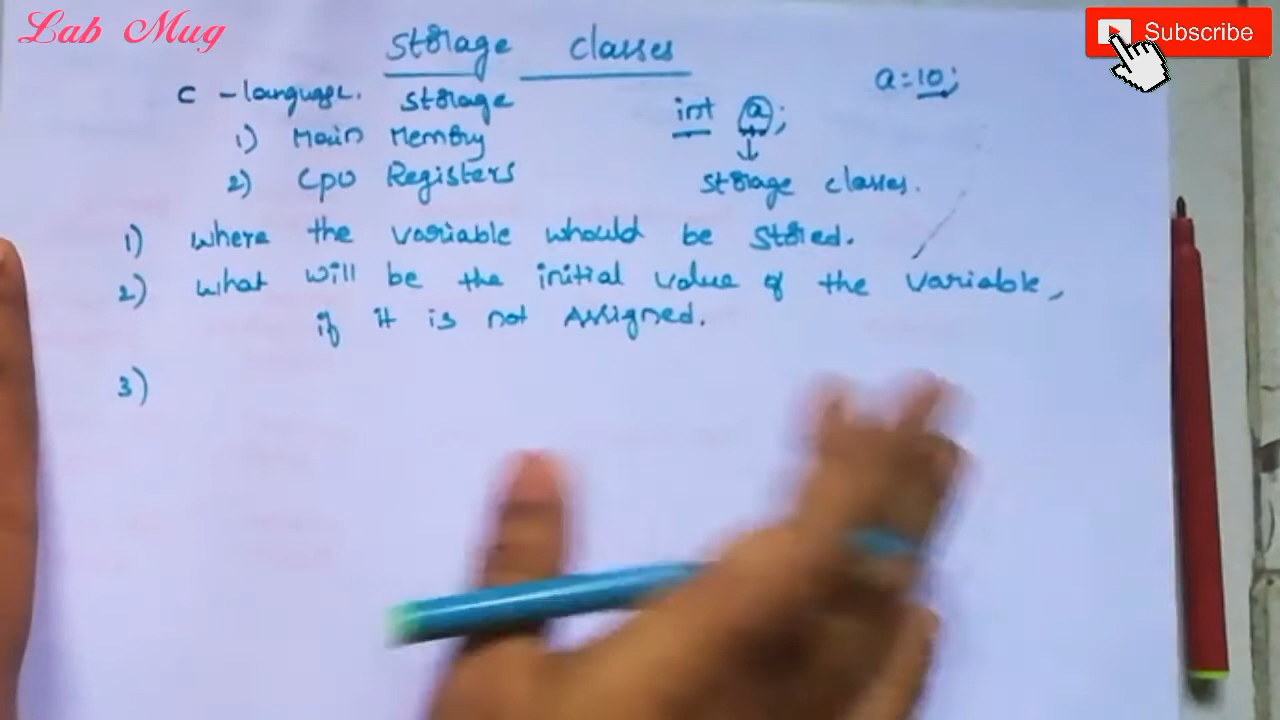 Lab Mug
Subscribe
Storage Classes
a=10;
C - language. Storage
int a;
1) Main Memory
2) CPU Registers
storage classes.
1) Where the variable whould be stored.
2) What will be the initial value of the variable,
if it is not Assigned.
3)